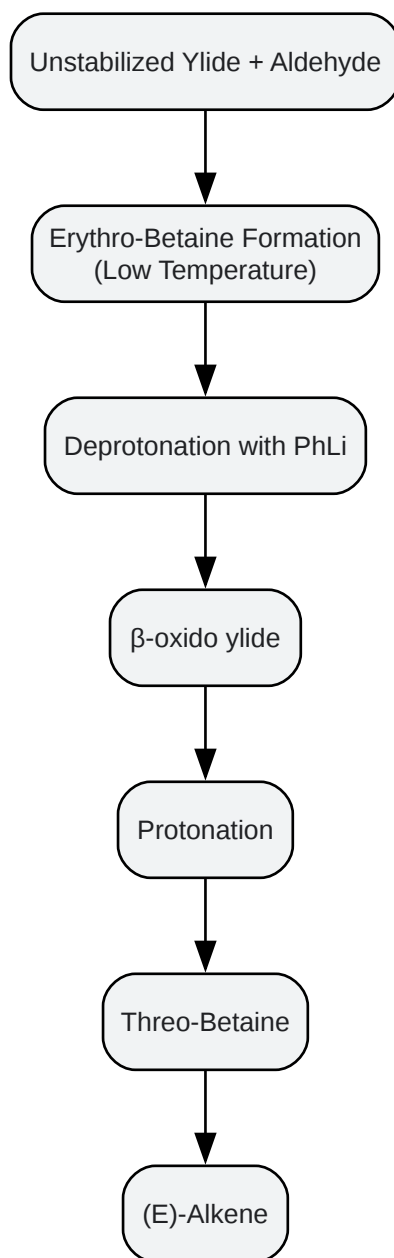 Unstabilized Ylide + Aldehyde
Erythro-Betaine Formation
(Low Temperature)
Deprotonation with PhLi
β-oxido ylide
Protonation
Threo-Betaine
(E)-Alkene